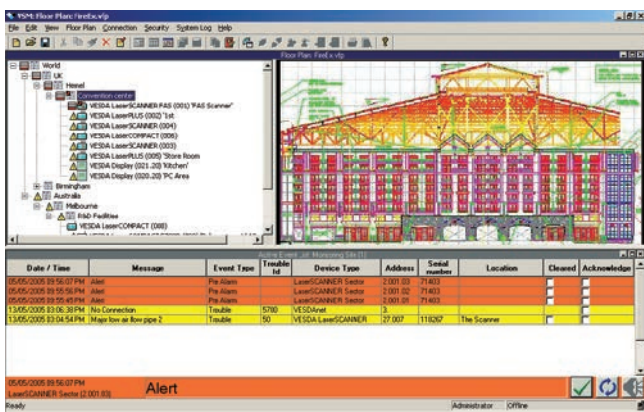 VSM: Floor Plan: FireEx.vfp
File Edit View Floor Plan Connection Security System Log Help
Floor Plan: FireEx.vfp
World
UK
Hemel
Convention center
VESDA LaserSCANNER PAS (001) 'PAS Scanner'
VESDA LaserPLUS (002) '1st
VESDA LaserSCANNER (004)
VESDA LaserCOMPACT (006)
VESDA LaserSCANNER (003)
VESDA LaserPLUS (005) 'Store Room
VESDA Display (021.20) 'Kitchen'
VESDA Display (020.20) 'PC Area
Birmingham
Australia
Melbourne
R&D Facilities
VESDA LaserCOMPACT (008)
Date / Time Message Event Type Trouble Id Device Type Address Serial number Location Cleared Acknowledge
05/05/2005 09:56:07 PM Alert Pre Alarm LaserSCANNER Sector 2.001.03 71403
05/05/2005 09:55:56 PM Alert Pre Alarm LaserSCANNER Sector 2.001.02 71403
05/05/2005 09:55:45 PM Alert Pre Alarm LaserSCANNER Sector 2.001.01 71403
13/05/2005 03:06:38 PM No Connection Trouble 5700 VESDAnet 3.
13/05/2005 03:04:54 PM Major low air flow pipe 2 Trouble 50 VESDA LaserSCANNER 27.007 118267 The Scanner
05/05/2005 09:56:07 PM
Alert
LaserSCANNER Sector (2.001.03)
Ready Administrator Offline